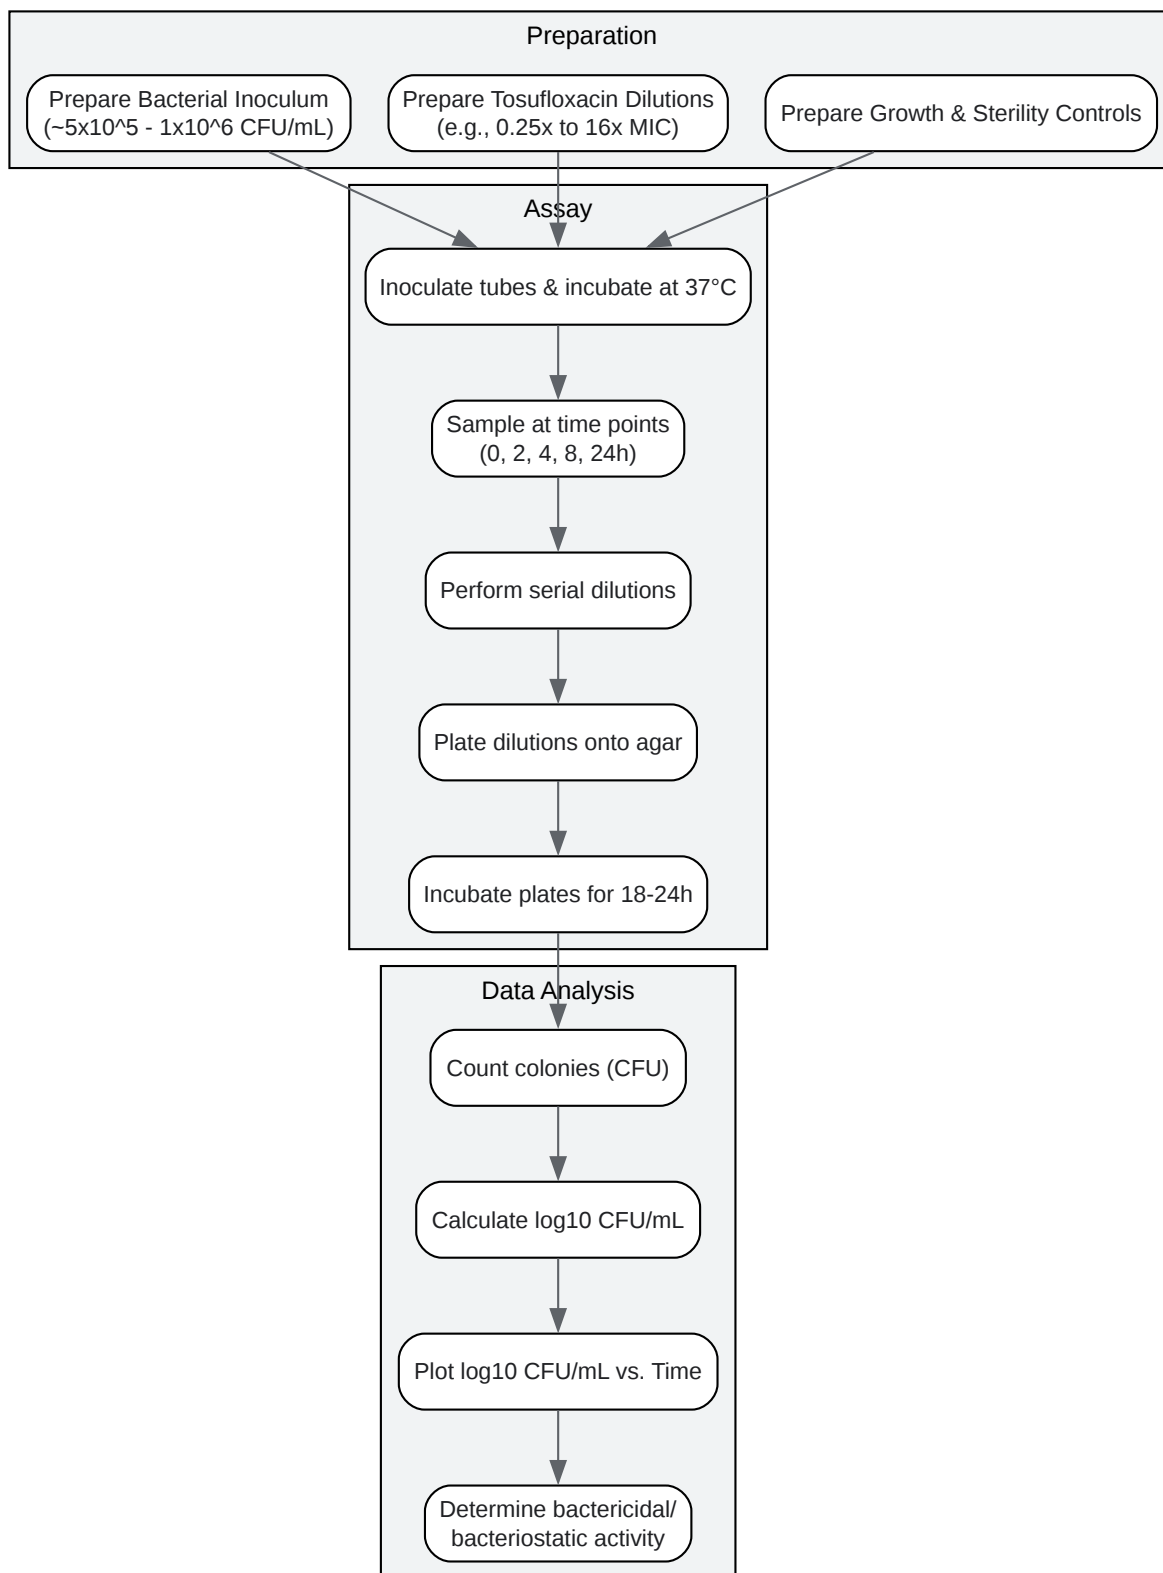 Preparation
Prepare Bacterial Inoculum
(~5x10^5 - 1x10^6 CFU/mL)
Prepare Tosufloxacin Dilutions
(e.g., 0.25x to 16x MIC)
Prepare Growth & Sterility Controls
Assay
Inoculate tubes & incubate at 37°C
Sample at time points
(0, 2, 4, 8, 24h)
Perform serial dilutions
Plate dilutions onto agar
Incubate plates for 18-24h
Data Analysis
Count colonies (CFU)
Calculate log10 CFU/mL
Plot log10 CFU/mL vs. Time
Determine bactericidal/
bacteriostatic activity